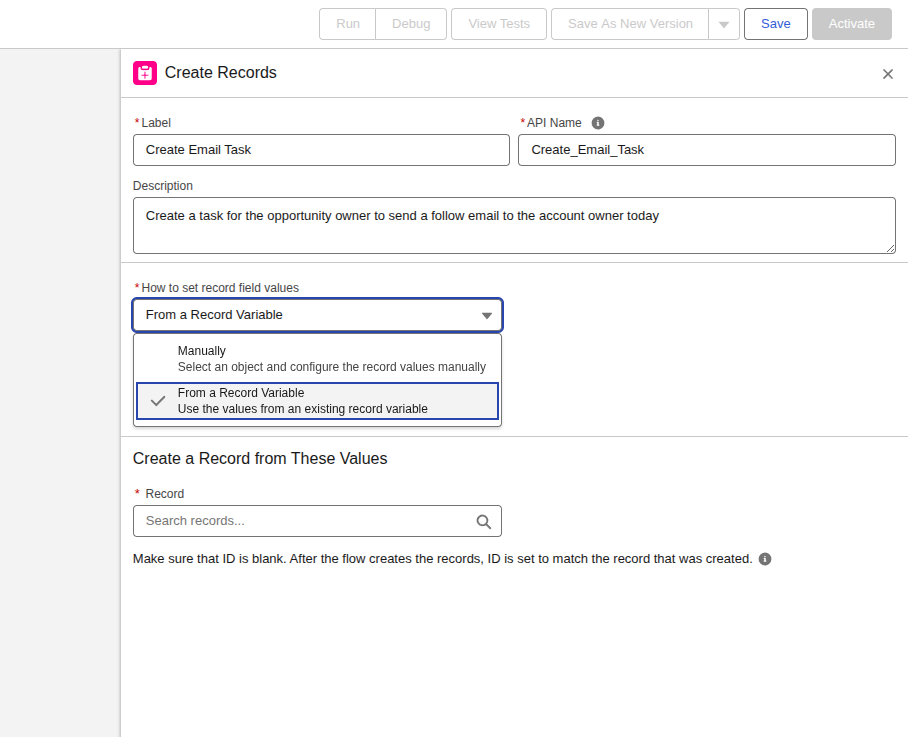 Run Debug View Tests Save As New Version Save Activate
Create Records
* Label * API Name
Create Email Task Create_Email_Task
Description
Create a task for the opportunity owner to send a follow email to the account owner today
* How to set record field values
From a Record Variable
Manually
Select an object and configure the record values manually
From a Record Variable
Use the values from an existing record variable
Create a Record from These Values
* Record
Search records...
Make sure that ID is blank. After the flow creates the records, ID is set to match the record that was created.